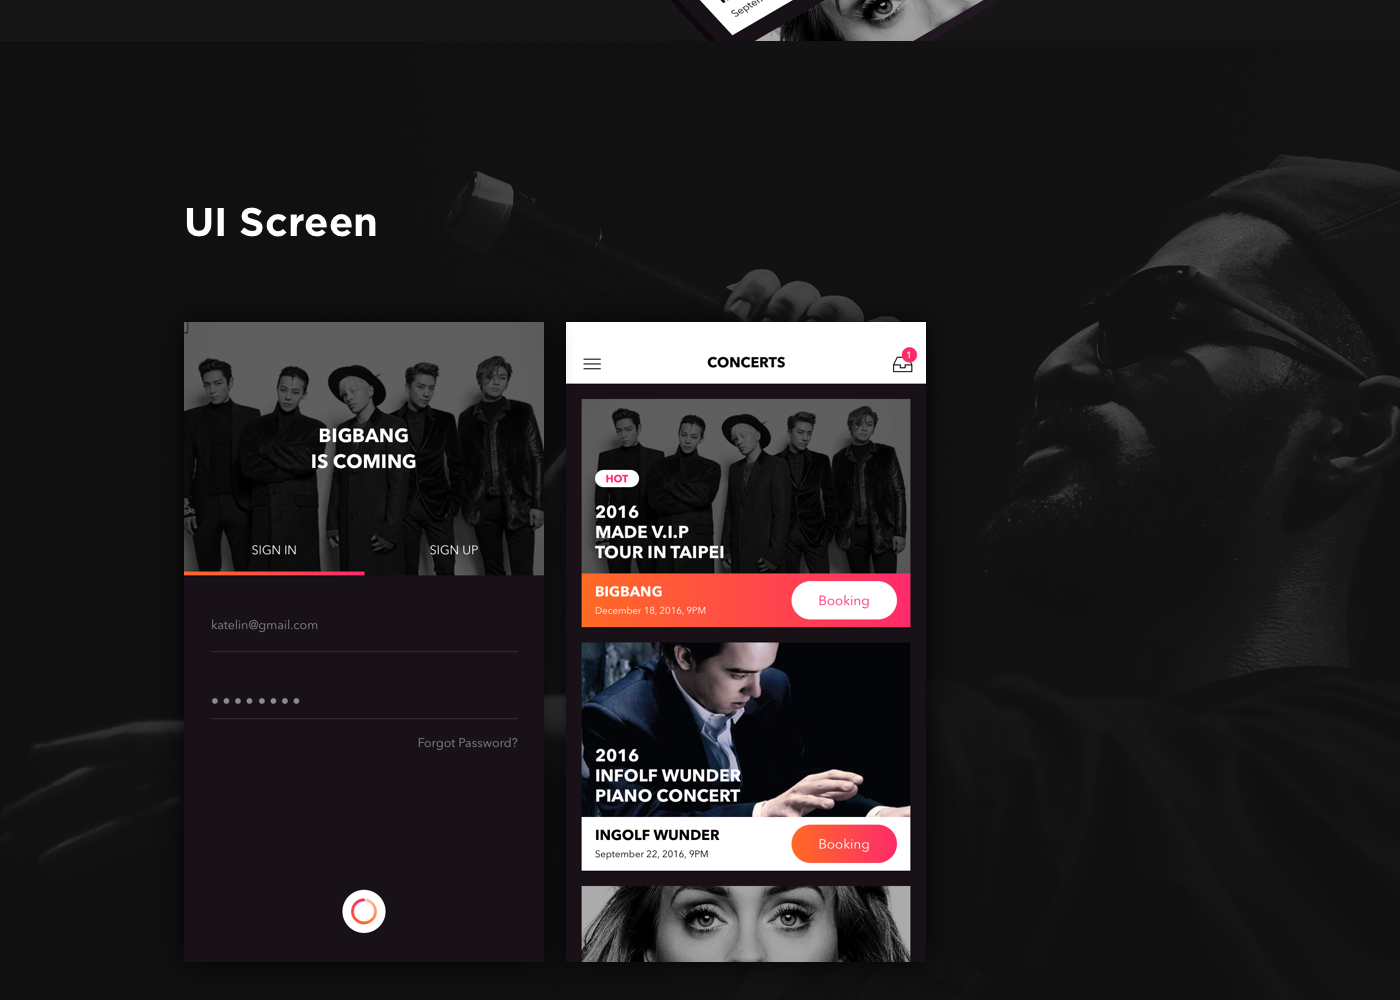 Septem
UI Screen
BIGBANG
IS COMING
SIGN IN
SIGN UP
katelin@gmail.com
Forgot Password?
CONCERTS
1
HOT
2016
MADE V.I.P
TOUR IN TAIPEI
BIGBANG
December 18, 2016, 9PM
Booking
2016
INFOLF WUNDER
PIANO CONCERT
INGOLF WUNDER
September 22, 2016, 9PM
Booking